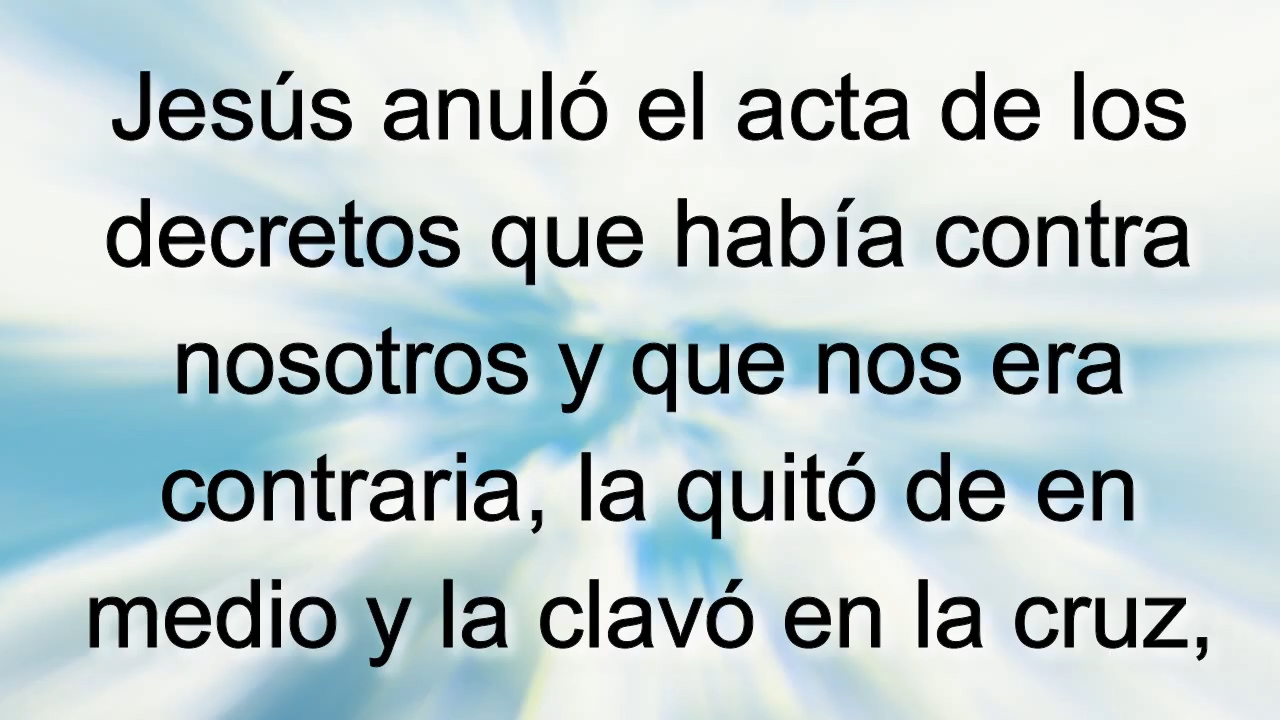 Jesús anuló el acta de los
decretos que había contra
nosotros y que nos era
contraria, la quitó de en
medio y la clavó en la cruz,